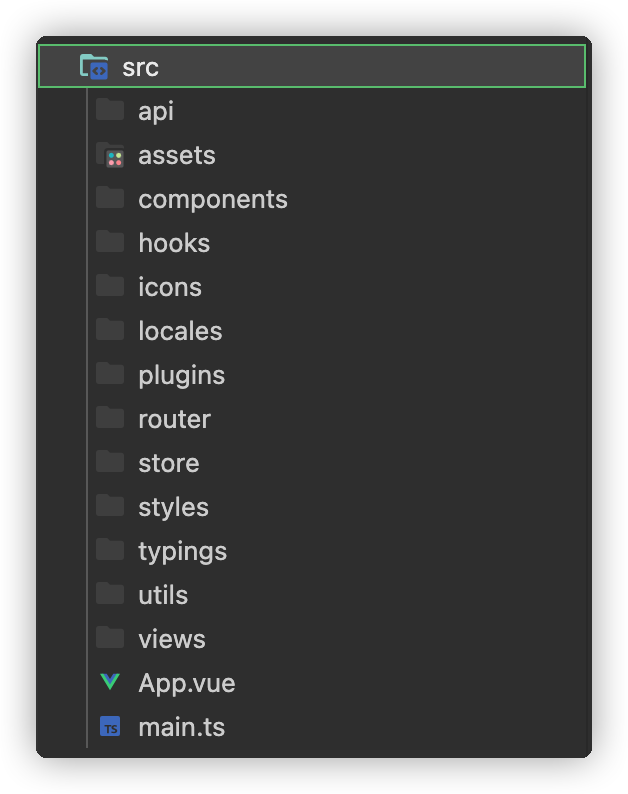 src
api
assets
components
hooks
icons
locales
plugins
router
store
styles
typings
utils
views
App.vue
TS main.ts